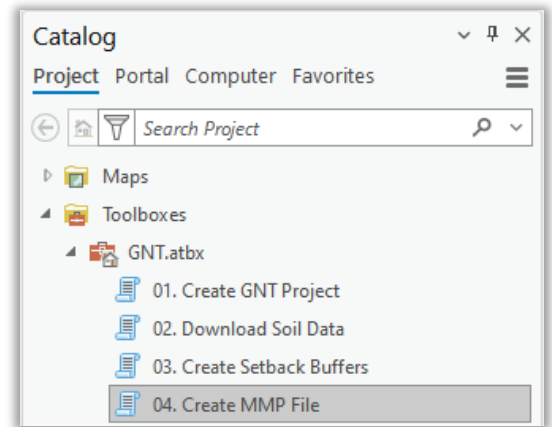 Catalog
Project Portal Computer Favorites
Search Project
Maps
Toolboxes
GNT.atbx
01. Create GNT Project
02. Download Soil Data
03. Create Setback Buffers
04. Create MMP File